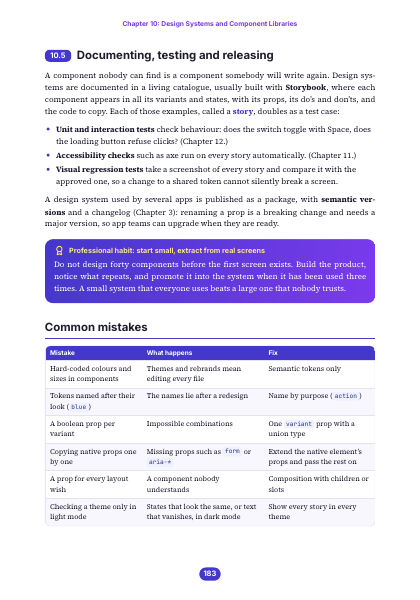 Chapter 10: Design Systems and Component Libraries
10.5 Documenting, testing and releasing
A component nobody can find is a component somebody will write again. Design sys-
tems are documented in a living catalogue, usually built with Storybook, where each
component appears in all its variants and states, with its props, its do's and don'ts, and
the code to copy. Each of those examples, called a story, doubles as a test case:
• Unit and interaction tests check behaviour: does the switch toggle with Space, does
the loading button refuse clicks? (Chapter 12.)
• Accessibility checks such as axe run on every story automatically. (Chapter 11.)
• Visual regression tests take a screenshot of every story and compare it with the
approved one, so a change to a shared token cannot silently break a screen.
A design system used by several apps is published as a package, with semantic ver-
sions and a changelog (Chapter 3): renaming a prop is a breaking change and needs a
major version, so app teams can upgrade when they are ready.
Professional habit: start small, extract from real screens
Do not design forty components before the first screen exists. Build the product,
notice what repeats, and promote it into the system when it has been used three
times. A small system that everyone uses beats a large one that nobody trusts.
Common mistakes
Mistake What happens Fix
Hard-coded colours and Themes and rebrands mean Semantic tokens only
sizes in components editing every file
Tokens named after their The names lie after a redesign Name by purpose ( action )
look ( blue )
A boolean prop per Impossible combinations One variant prop with a
variant union type
Copying native props one Missing props such as form or Extend the native element's
by one aria-* props and pass the rest on
A prop for every layout A component nobody Composition with children or
wish understands slots
Checking a theme only in States that look the same, or text Show every story in every
light mode that vanishes, in dark mode theme
183